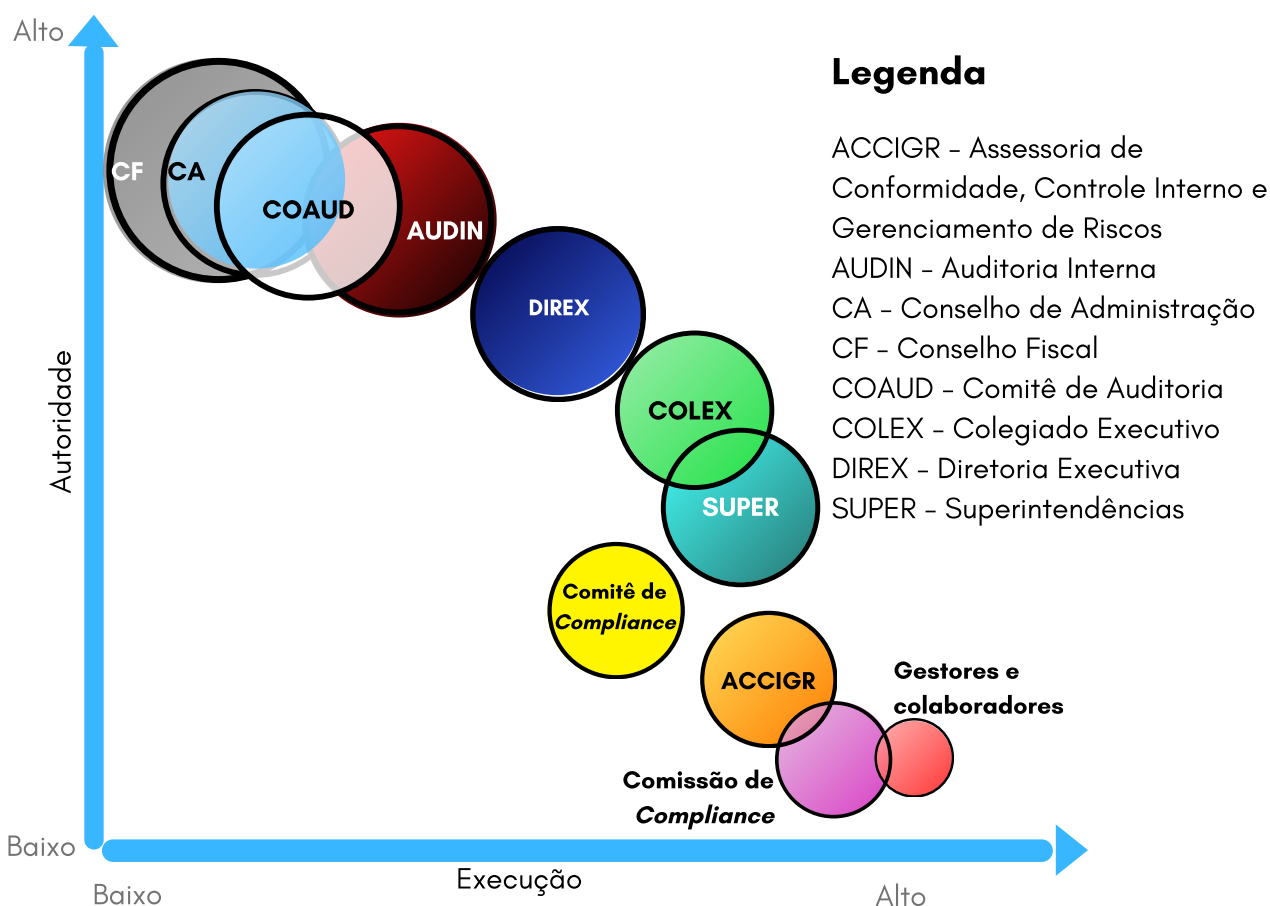 Alto
Legenda
CF
CA
COAUD
AUDIN
DIREX
COLEX
SUPER
Comitê de
Compliance
ACCIGR
Gestores e
colaboradores
Comissão de
Compliance
ACCIGR - Assessoria de
Conformidade, Controle Interno e
Gerenciamento de Riscos
AUDIN - Auditoria Interna
CA - Conselho de Administração
CF - Conselho Fiscal
COAUD - Comitê de Auditoria
COLEX - Colegiado Executivo
DIREX - Diretoria Executiva
SUPER - Superintendências
Autoridade
Baixo
Execução
Baixo
Alto